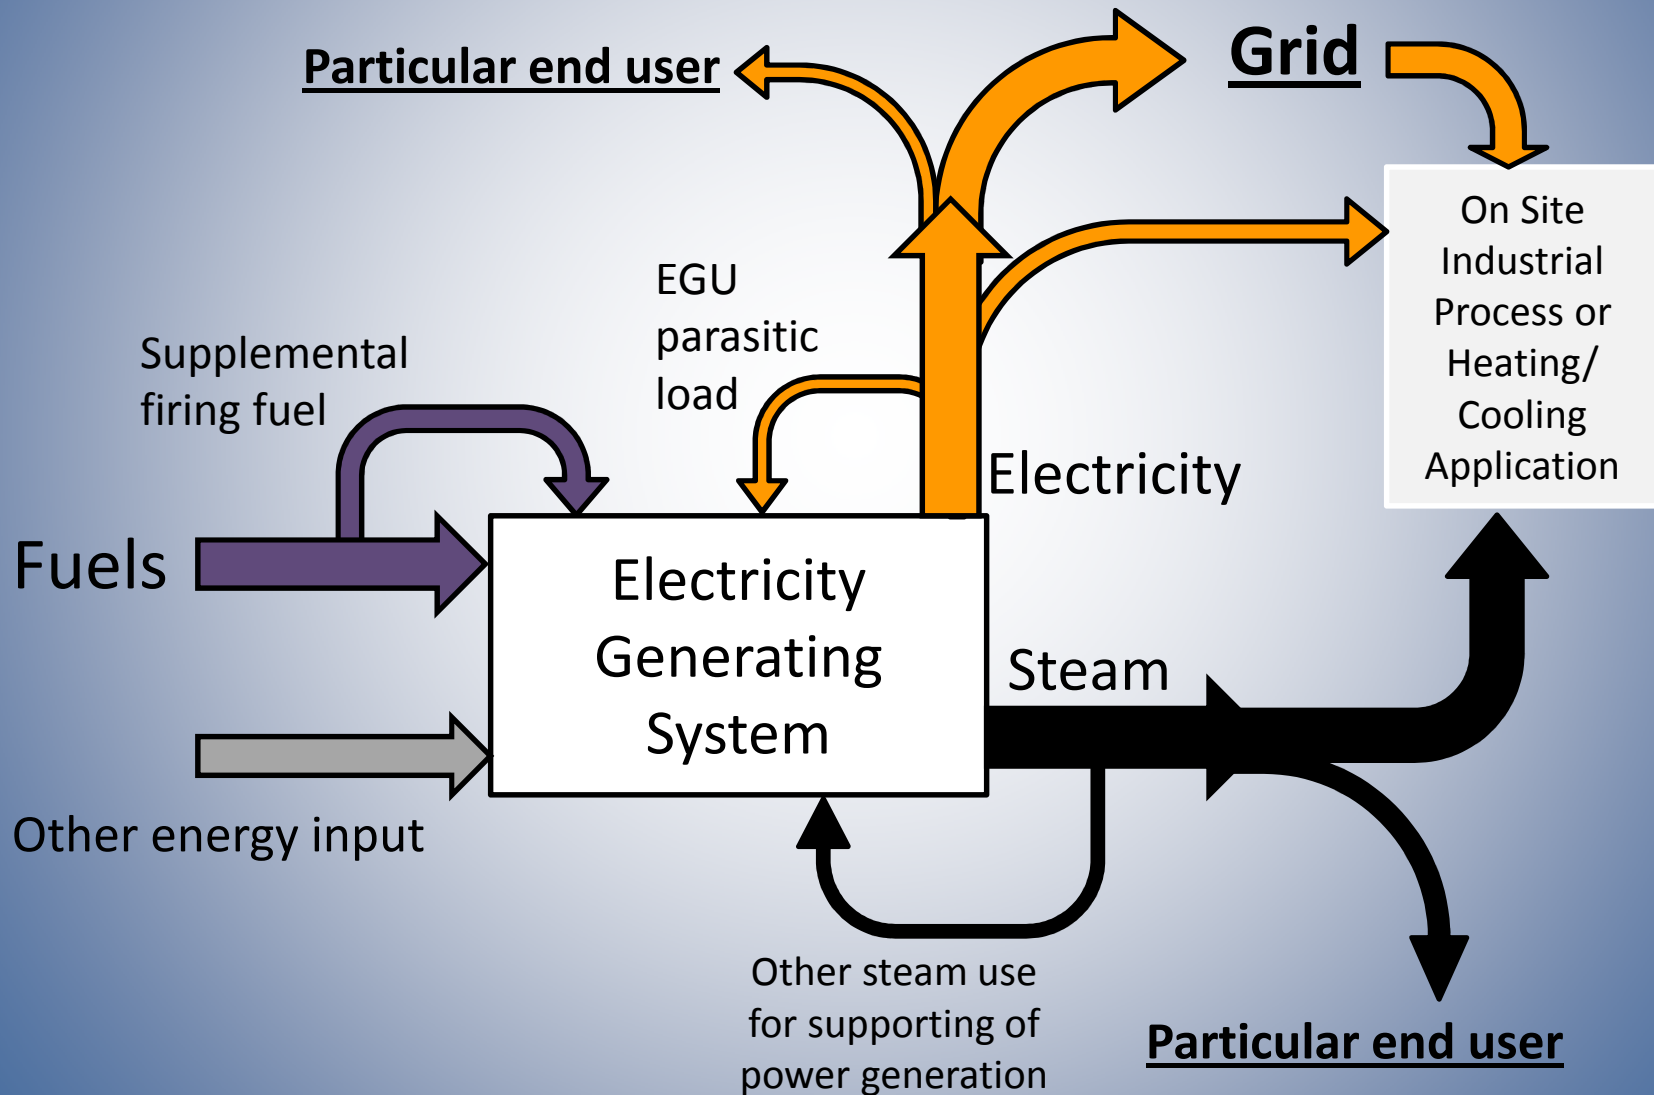 Particular end user
Grid
On Site
Industrial
Process or
Heating/
Cooling
Application
EGU
parasitic
load
Supplemental
firing fuel
Electricity
Fuels
Electricity
Generating
System
Steam
Other energy input
Other steam use
for supporting of
power generation
Particular end user